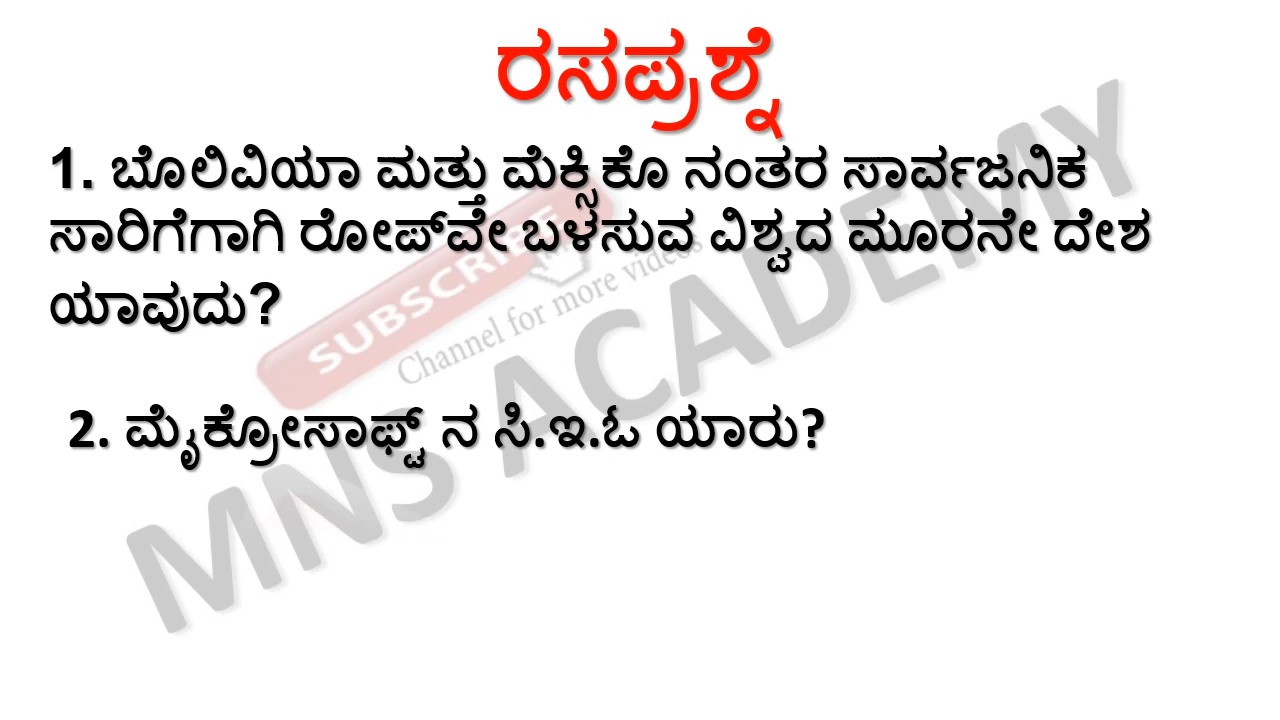 ರಸಪ್ರಶ್ನೆ
1. ಬೊಲಿವಿಯಾ ಮತ್ತು ಮೆಕ್ಸಿಕೊ ನಂತರ ಸಾರ್ವಜನಿಕ
ಸಾರಿಗೆಗಾಗಿ ರೋಪ್‌ವೇ ಬಳಸುವ ವಿಶ್ವದ ಮೂರನೇ ದೇಶ
ಯಾವುದು?
SUBSCRIBE
Channel for more videos
2. ಮೈಕ್ರೋಸಾಫ್ಟ್ ನ ಸಿ.ಇ.ಓ ಯಾರು?
MNS ACADEMY